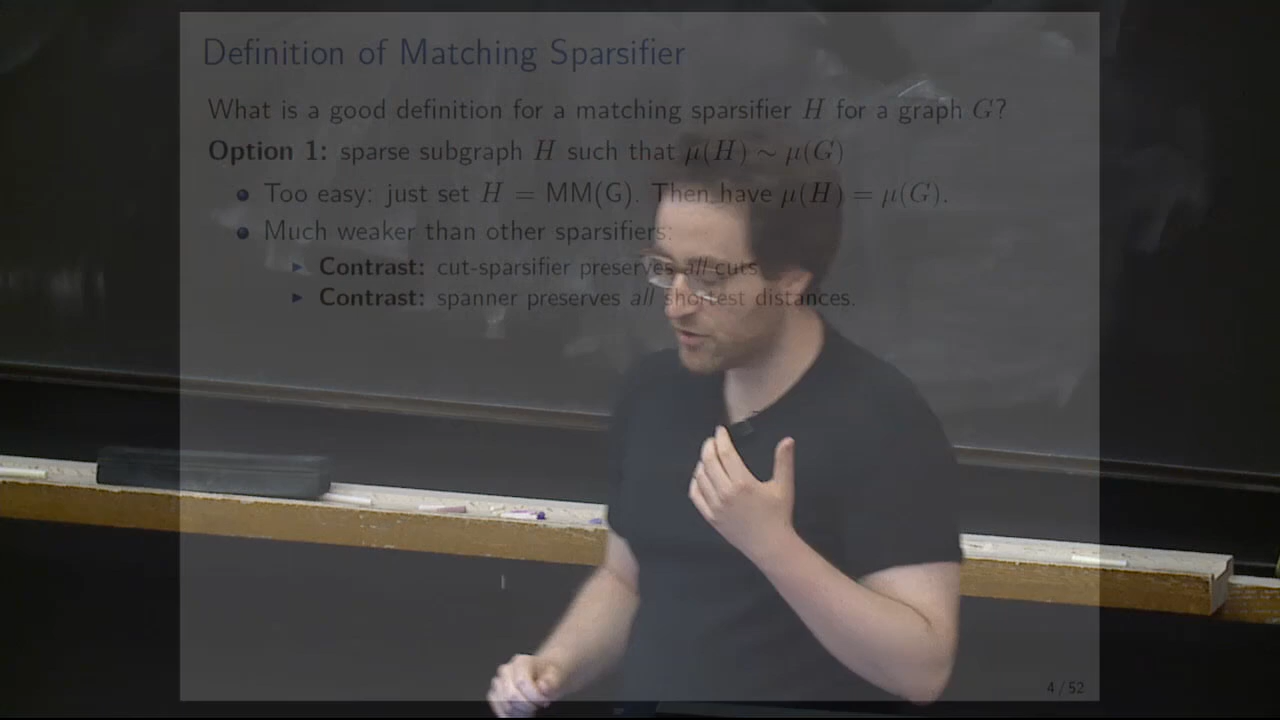 Definition of Matching Sparsifier
What is a good definition for a matching sparsifier H for a graph G?
Option 1: sparse subgraph H such that μ(H) ∼ μ(G)
• Too easy: just set H = MM(G). Then have μ(H) = μ(G).
• Much weaker than other sparsifiers:
▸ Contrast: cut-sparsifier preserves all cuts
▸ Contrast: spanner preserves all shortest distances.
4 / 52